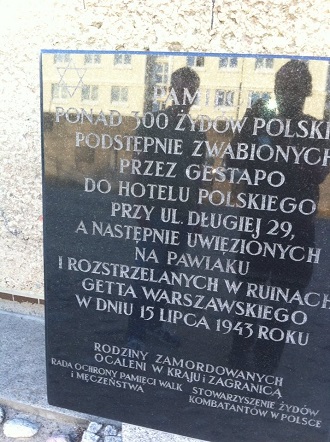 PONAD 300 ŻYDÓW
PODSTĘPNIE ZWABIONYCH
PRZEZ GESTAPO
DO HOTELU POLSKIEGO
PRZY UL. DŁUGIEJ 29,
A NASTĘPNIE UWIĘZIONYCH
NA PAWIAKU
I ROZSTRZELANYCH W RUINACH
GETTA WARSZAWSKIEGO
W DNIU 15 LIPCA 1943 ROKU
RODZINY ZAMORDOWANYCH
OCALENI W KRAJU I ZAGRANICĄ
RADA OCHRONY PAMIĘCI WALK STOWARZYSZENIE ŻYDÓW
I MĘCZEŃSTWA KOMBATANTÓW W POLSCE